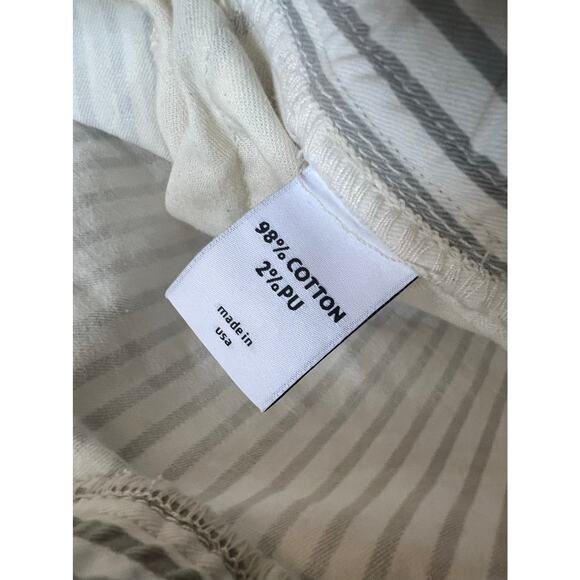 98% COTTON
2%PU
made in
usa